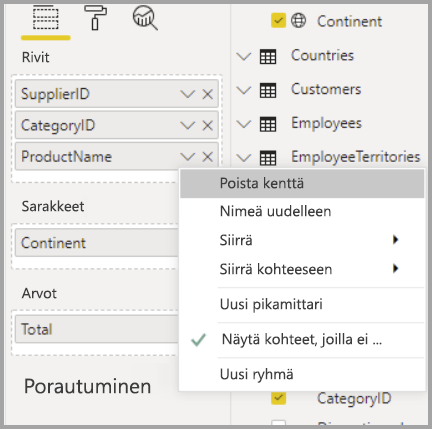 Rivit
SupplierID
CategoryID
ProductName
Sarakkeet
Continent
Arvot
Total
Porautuminen
Continent
Countries
Customers
Employees
EmployeeTerritories
Poista kenttä
Nimeä uudelleen
Siirrä
Siirrä kohteeseen
Uusi pikamittari
Näytä kohteet, joilla ei ...
Uusi ryhmä
CategoryID